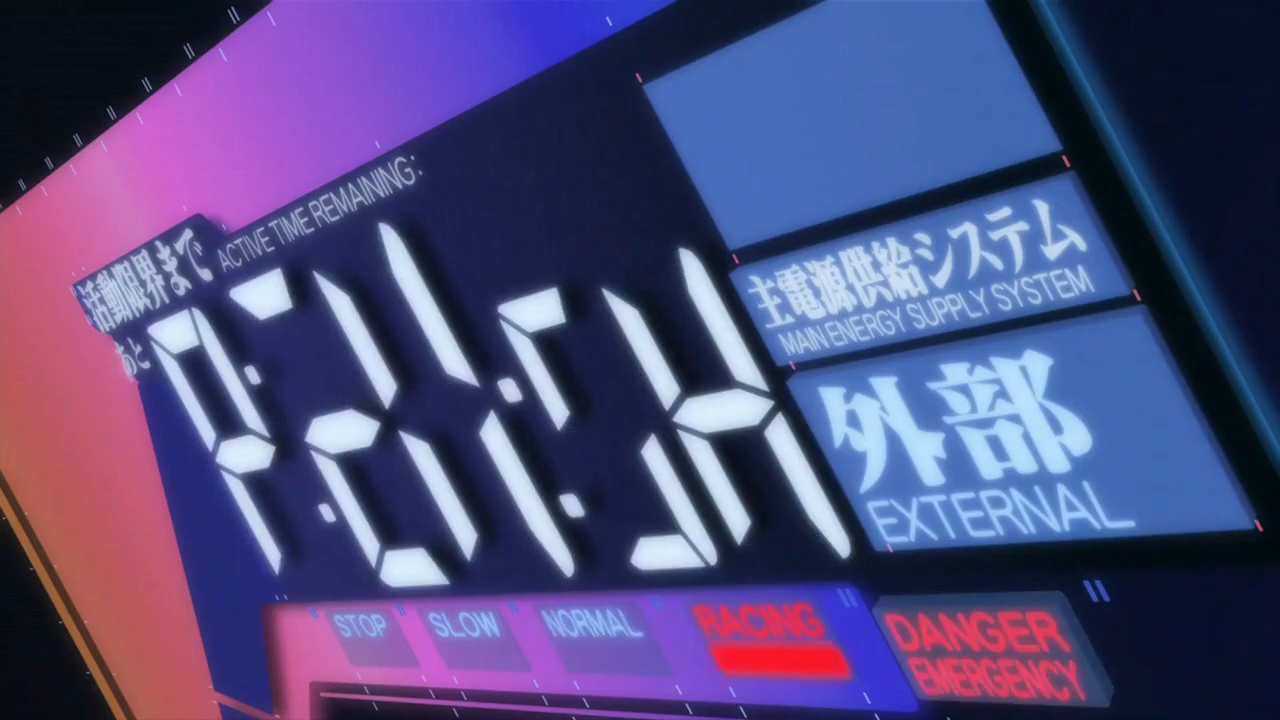 活動限界まで
ACTIVE TIME REMAINING:
あと
主電源供給システム
MAIN ENERGY SUPPLY SYSTEM
外部
EXTERNAL
STOP
SLOW
NORMAL
RACING
DANGER
EMERGENCY